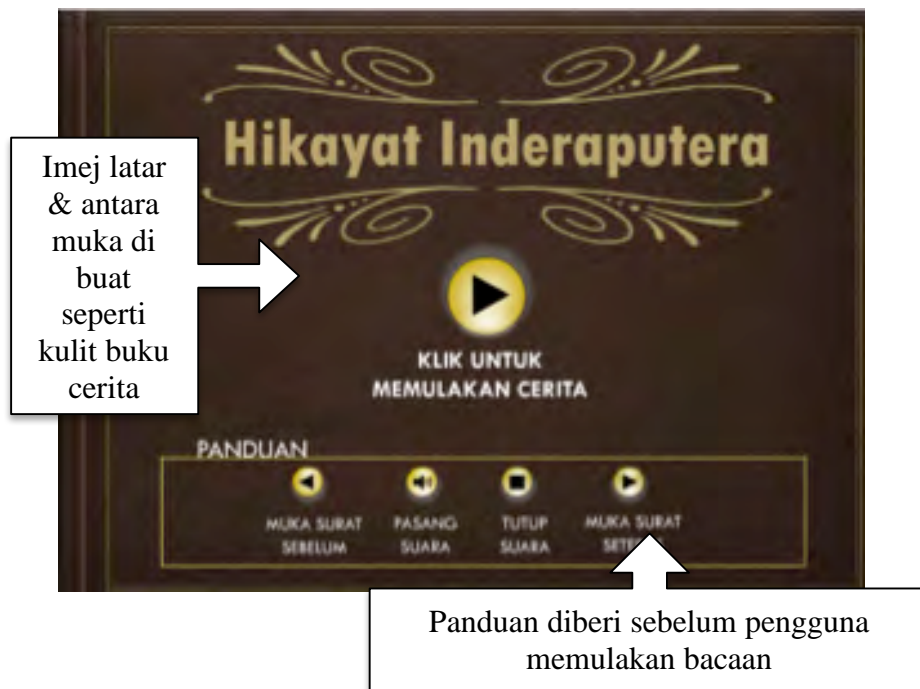 Hikayat Inderaputera
Imej latar
& antara
muka di
buat
seperti
kulit buku
cerita
KLIK UNTUK
MEMULAKAN CERITA
PANDUAN
MUKA SURAT
SEBELUM
PASANG
SUARA
TUTUP
SUARA
MUKA SURAT
Panduan diberi sebelum pengguna
memulakan bacaan